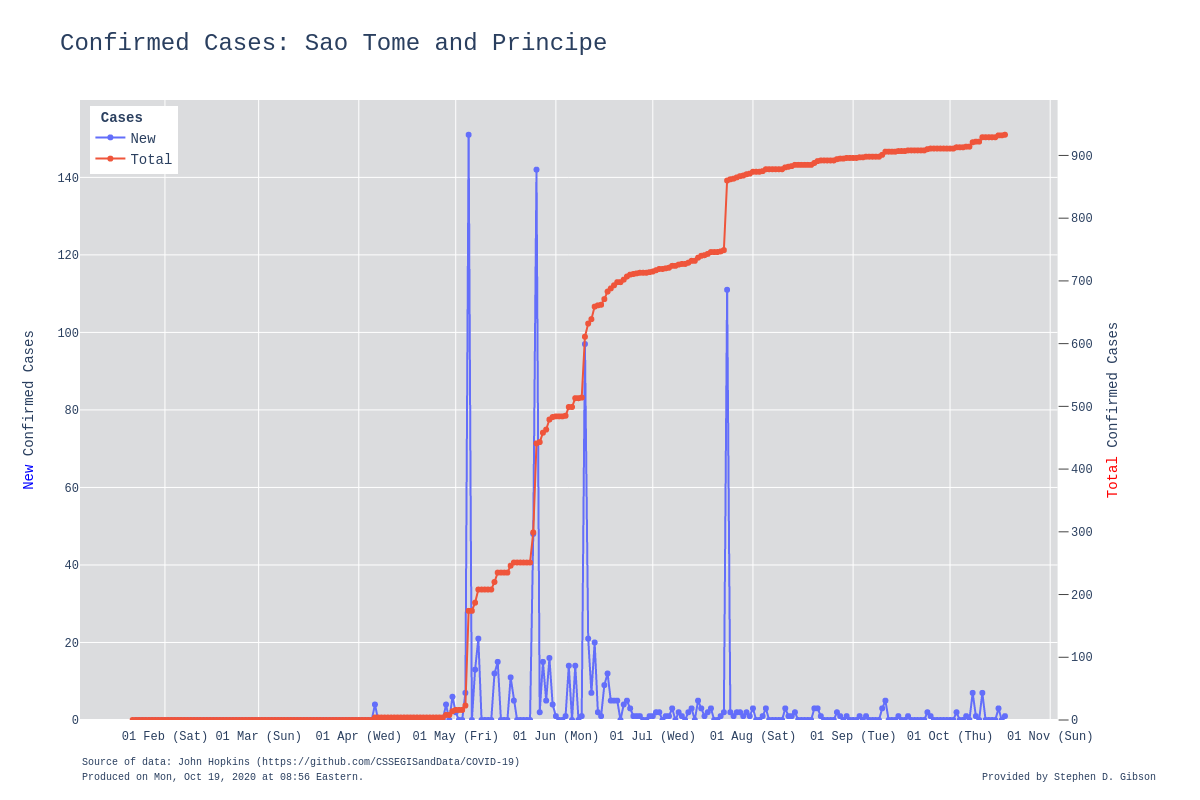 Confirmed Cases: Sao Tome and Principe
Cases
New
Total
140
120
100
80
60
40
20
0
900
800
700
600
500
400
300
200
100
0
New Confirmed Cases
Total Confirmed Cases
01 Feb (Sat) 01 Mar (Sun) 01 Apr (Wed) 01 May (Fri) 01 Jun (Mon) 01 Jul (Wed) 01 Aug (Sat) 01 Sep (Tue) 01 Oct (Thu) 01 Nov (Sun)
Source of data: John Hopkins (https://github.com/CSSEGISandData/COVID-19)
Produced on Mon, Oct 19, 2020 at 08:56 Eastern.
Provided by Stephen D. Gibson